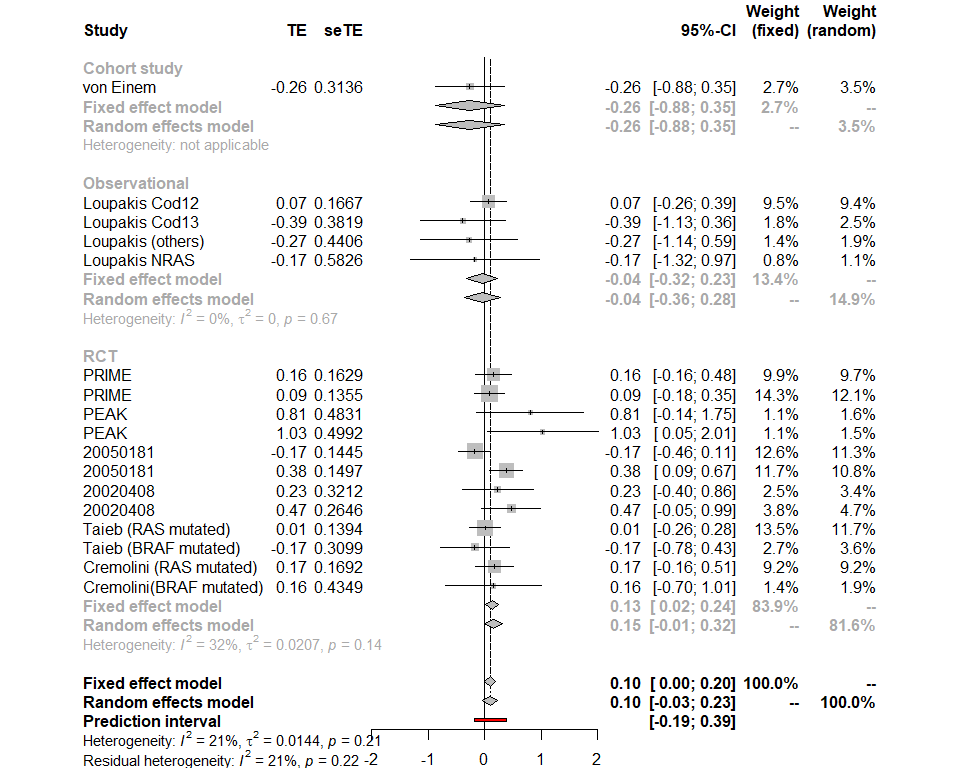 Weight Weight
Study TE seTE 95%-CI (fixed) (random)
Cohort study
von Einem -0.26 0.3136 -0.26 [-0.88; 0.35] 2.7% 3.5%
Fixed effect model -0.26 [-0.88; 0.35] 2.7% --
Random effects model -0.26 [-0.88; 0.35] -- 3.5%
Heterogeneity: not applicable
Observational
Loupakis Cod12 0.07 0.1667 0.07 [-0.26; 0.39] 9.5% 9.4%
Loupakis Cod13 -0.39 0.3819 -0.39 [-1.13; 0.36] 1.8% 2.5%
Loupakis (others) -0.27 0.4406 -0.27 [-1.14; 0.59] 1.4% 1.9%
Loupakis NRAS -0.17 0.5826 -0.17 [-1.32; 0.97] 0.8% 1.1%
Fixed effect model -0.04 [-0.32; 0.23] 13.4% --
Random effects model -0.04 [-0.36; 0.28] -- 14.9%
Heterogeneity: I² = 0%, τ² = 0, p = 0.67
RCT
PRIME 0.16 0.1629 0.16 [-0.16; 0.48] 9.9% 9.7%
PRIME 0.09 0.1355 0.09 [-0.18; 0.35] 14.3% 12.1%
PEAK 0.81 0.4831 0.81 [-0.14; 1.75] 1.1% 1.6%
PEAK 1.03 0.4992 1.03 [ 0.05; 2.01] 1.1% 1.5%
20050181 -0.17 0.1445 -0.17 [-0.46; 0.11] 12.6% 11.3%
20050181 0.38 0.1497 0.38 [ 0.09; 0.67] 11.7% 10.8%
20020408 0.23 0.3212 0.23 [-0.40; 0.86] 2.5% 3.4%
20020408 0.47 0.2646 0.47 [-0.05; 0.99] 3.8% 4.7%
Taieb (RAS mutated) 0.01 0.1394 0.01 [-0.26; 0.28] 13.5% 11.7%
Taieb (BRAF mutated) -0.17 0.3099 -0.17 [-0.78; 0.43] 2.7% 3.6%
Cremolini (RAS mutated) 0.17 0.1692 0.17 [-0.16; 0.51] 9.2% 9.2%
Cremolini(BRAF mutated) 0.16 0.4349 0.16 [-0.70; 1.01] 1.4% 1.9%
Fixed effect model 0.13 [ 0.02; 0.24] 83.9% --
Random effects model 0.15 [-0.01; 0.32] -- 81.6%
Heterogeneity: I² = 32%, τ² = 0.0207, p = 0.14
Fixed effect model 0.10 [ 0.00; 0.20] 100.0% --
Random effects model 0.10 [-0.03; 0.23] -- 100.0%
Prediction interval [-0.19; 0.39]
Heterogeneity: I² = 21%, τ² = 0.0144, p = 0.21
Residual heterogeneity: I² = 21%, p = 0.22 -2 -1 0 1 2